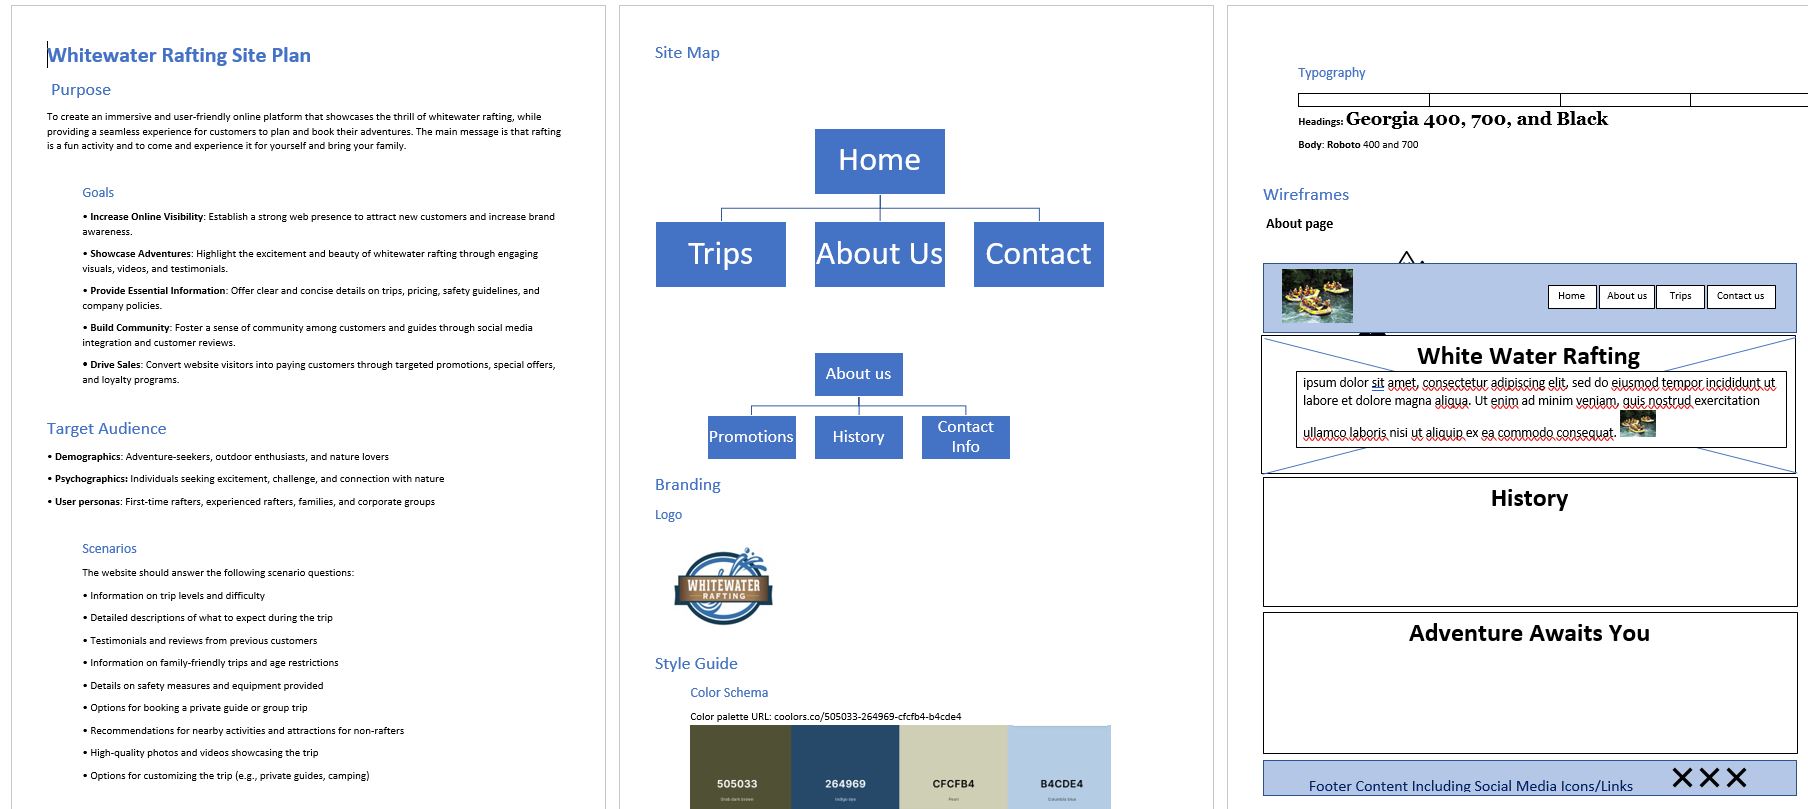 Whitewater Rafting Site Plan
Purpose
To create an immersive and user-friendly online platform that showcases the thrill of whitewater rafting, while
providing a seamless experience for customers to plan and book their adventures. The main message is that rafting
is a fun activity and to come and experience it for yourself and bring your family.
Goals
• Increase Online Visibility: Establish a strong web presence to attract new customers and increase brand
awareness.
• Showcase Adventures: Highlight the excitement and beauty of whitewater rafting through engaging
visuals, videos, and testimonials.
• Provide Essential Information: Offer clear and concise details on trips, pricing, safety guidelines, and
company policies.
• Build Community: Foster a sense of community among customers and guides through social media
integration and customer reviews.
• Drive Sales: Convert website visitors into paying customers through targeted promotions, special offers,
and loyalty programs.
Target Audience
• Demographics: Adventure-seekers, outdoor enthusiasts, and nature lovers
• Psychographics: Individuals seeking excitement, challenge, and connection with nature
• User personas: First-time rafters, experienced rafters, families, and corporate groups
Scenarios
The website should answer the following scenario questions:
• Information on trip levels and difficulty
• Detailed descriptions of what to expect during the trip
• Testimonials and reviews from previous customers
• Information on family-friendly trips and age restrictions
• Details on safety measures and equipment provided
• Options for booking a private guide or group trip
• Recommendations for nearby activities and attractions for non-rafters
• High-quality photos and videos showcasing the trip
• Options for customizing the trip (e.g., private guides, camping)
Site Map
Home
Trips
About Us
Contact
About us
Promotions
History
Contact
Info
Branding
Logo
WHITEWATER
RAFTING
Style Guide
Color Schema
Color palette URL: coolors.co/505033-264969-cfcfb4-b4cde4
505033
264969
CFCFB4
B4CDE4
Drab dark brown
Indigo dye
Pearl
Columbia blue
Typography
Headings: Georgia 400, 700, and Black
Body: Roboto 400 and 700
Wireframes
About page
Home
About us
Trips
Contact us
White Water Rafting
ipsum dolor sit amet, consectetur adipiscing elit, sed do eiusmod tempor incididunt ut
labore et dolore magna aliqua. Ut enim ad minim veniam, quis nostrud exercitation
ullamco laboris nisi ut aliquip ex ea commodo consequat.
History
Adventure Awaits You
Footer Content Including Social Media Icons/Links